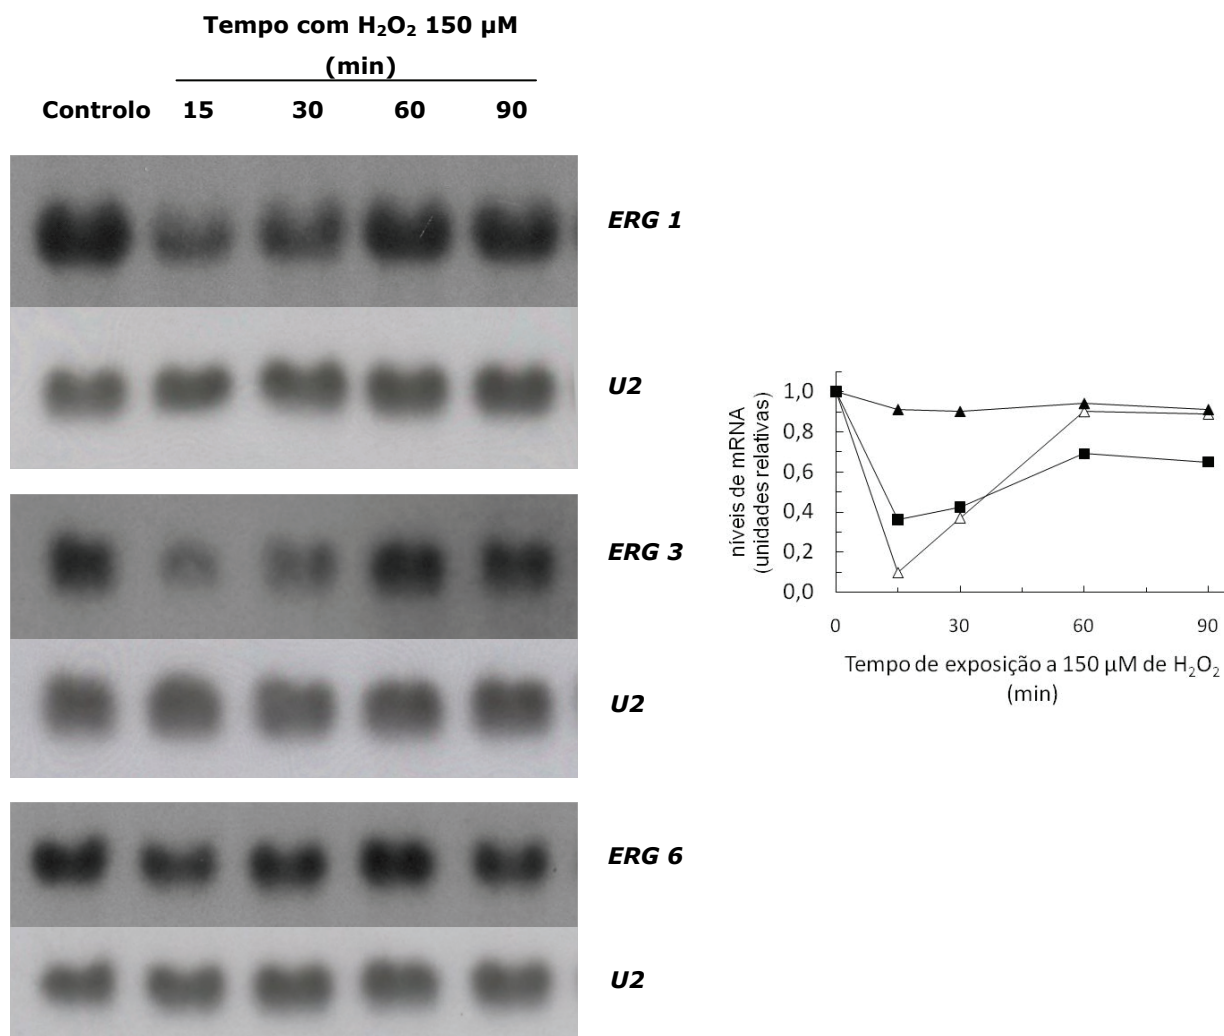 Tempo com H₂O₂ 150 µM
(min)
Controlo 15 30 60 90
ERG 1
U2
ERG 3
U2
ERG 6
U2
níveis de mRNA
(unidades relativas)
1,0
0,8
0,6
0,4
0,2
0,0
0 30 60 90
Tempo de exposição a 150 µM de H₂O₂
(min)